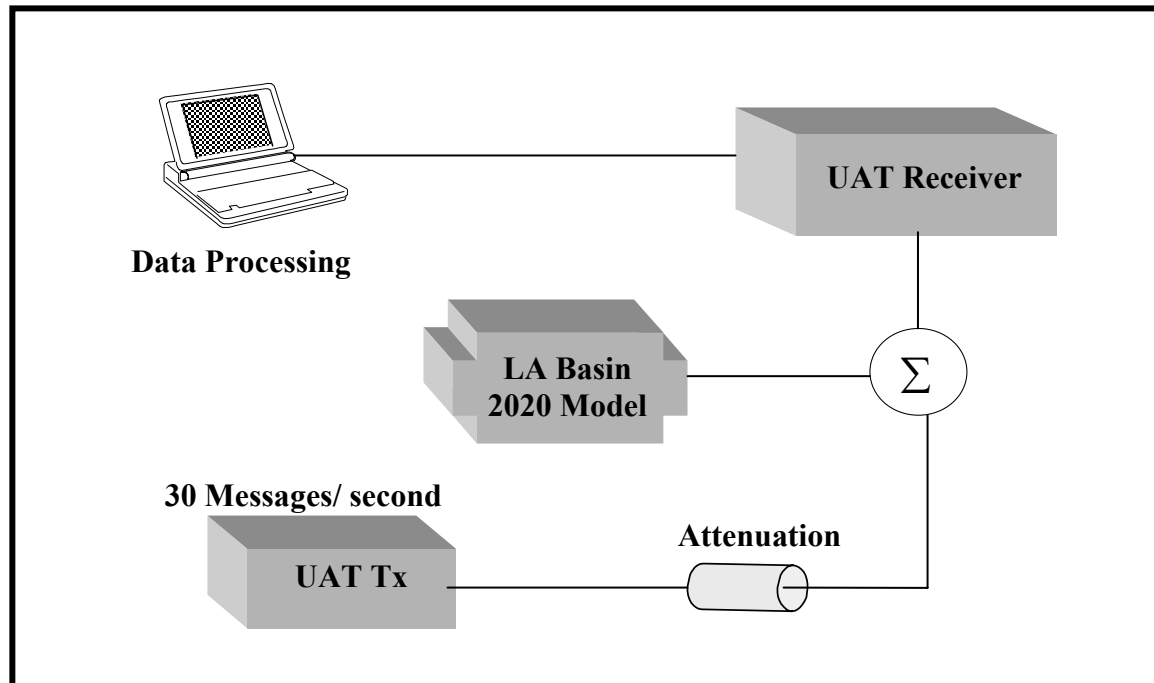 UAT Receiver
Data Processing
LA Basin
2020 Model
∑
30 Messages/ second
Attenuation
UAT Tx